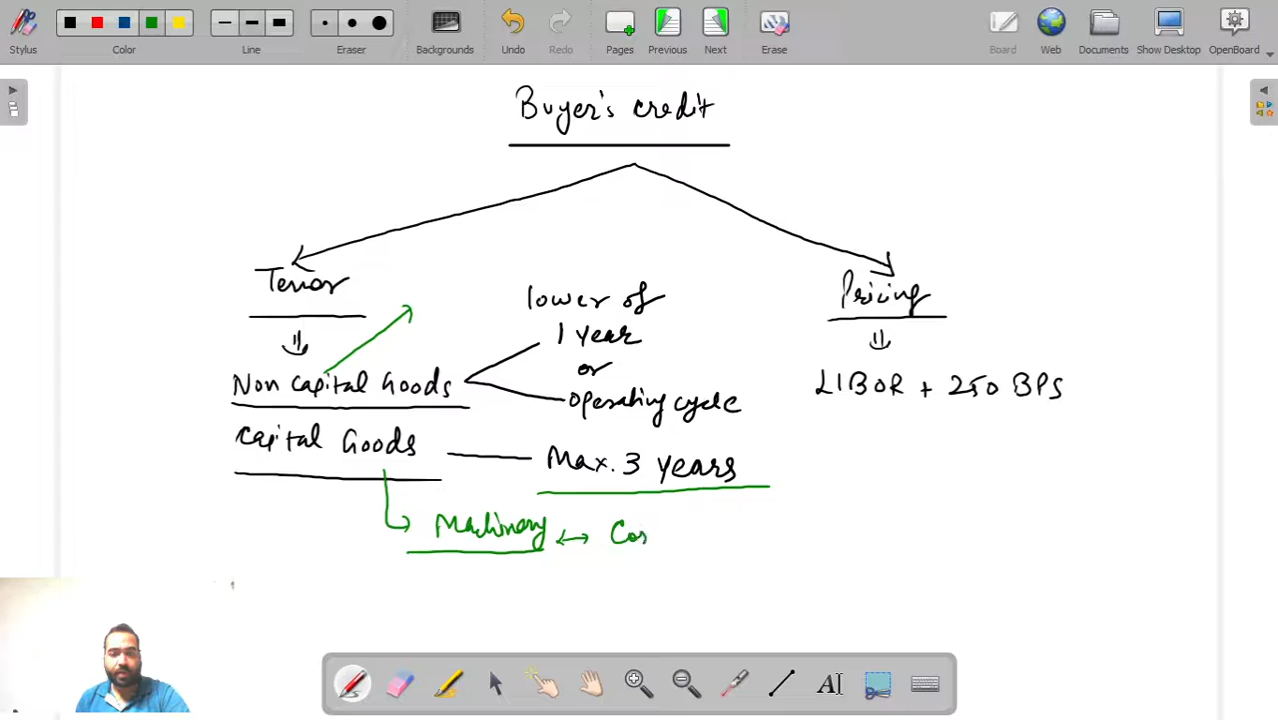 Stylus
Color
Line
Eraser
Backgrounds
Undo
Redo
Pages
Previous
Next
Erase
Board
Web
Documents
Show Desktop
OpenBoard
Buyer's credit
Tenor
Non Capital Goods
lower of
1 year
or
operating cycle
Capital Goods
Max. 3 years
Machinery
Pricing
LIBOR + 250 BPS